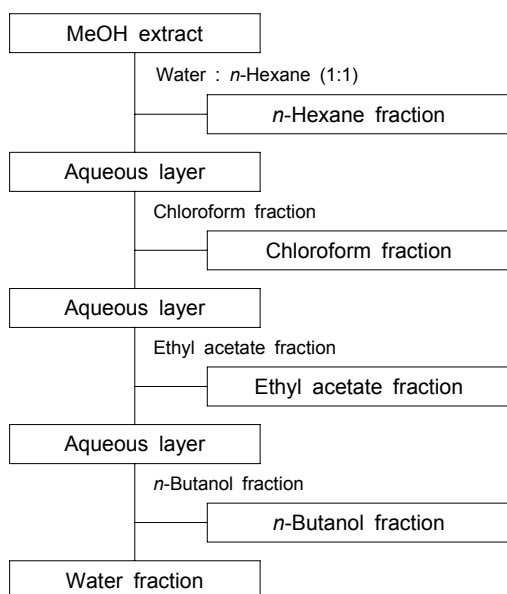 MeOH extract
Water : n-Hexane (1:1)
n-Hexane fraction
Aqueous layer
Chloroform fraction
Chloroform fraction
Aqueous layer
Ethyl acetate fraction
Ethyl acetate fraction
Aqueous layer
n-Butanol fraction
n-Butanol fraction
Water fraction